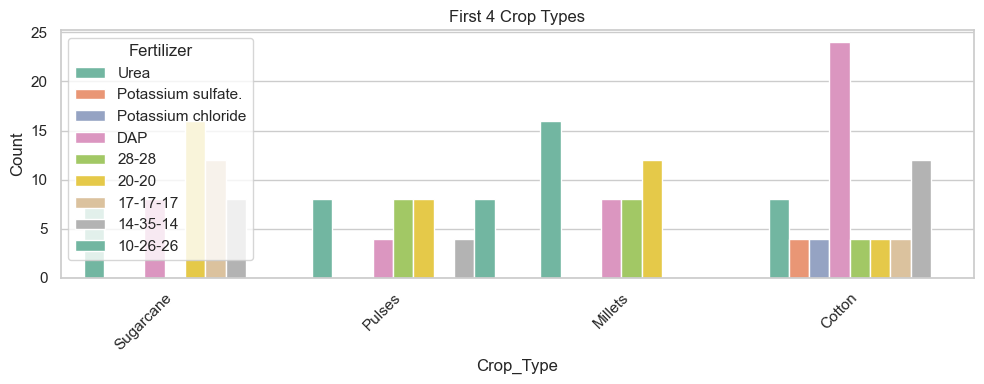 First 4 Crop Types
25
20
15
10
5
0
Count
Fertilizer
Urea
Potassium sulfate.
Potassium chloride
DAP
28-28
20-20
17-17-17
14-35-14
10-26-26
Sugarcane
Pulses
Millets
Cotton
Crop_Type